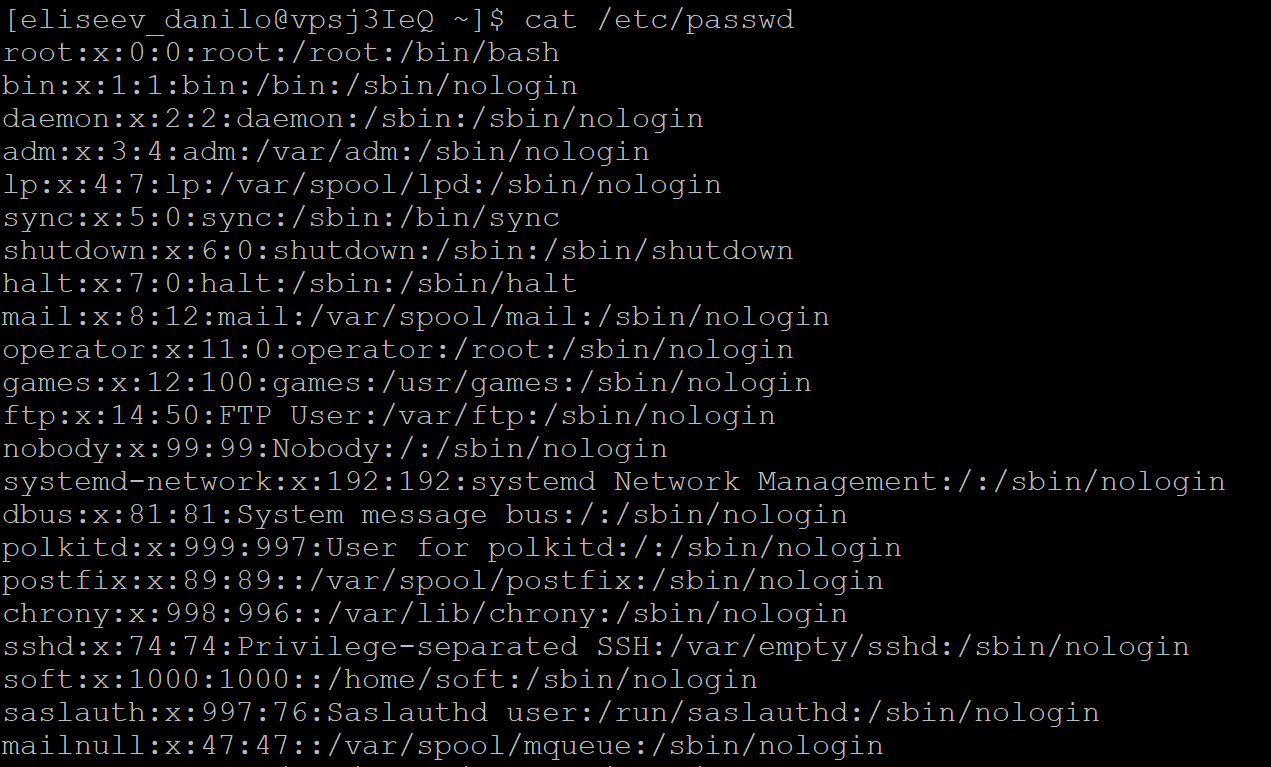 [eliseev_danilo@vpsj3IeQ ~]$ cat /etc/passwd
root:x:0:0:root:/root:/bin/bash
bin:x:1:1:bin:/bin:/sbin/nologin
daemon:x:2:2:daemon:/sbin:/sbin/nologin
adm:x:3:4:adm:/var/adm:/sbin/nologin
lp:x:4:7:lp:/var/spool/lpd:/sbin/nologin
sync:x:5:0:sync:/sbin:/bin/sync
shutdown:x:6:0:shutdown:/sbin:/sbin/shutdown
halt:x:7:0:halt:/sbin:/sbin/halt
mail:x:8:12:mail:/var/spool/mail:/sbin/nologin
operator:x:11:0:operator:/root:/sbin/nologin
games:x:12:100:games:/usr/games:/sbin/nologin
ftp:x:14:50:FTP User:/var/ftp:/sbin/nologin
nobody:x:99:99:Nobody:/:/sbin/nologin
systemd-network:x:192:192:systemd Network Management:/:/sbin/nologin
dbus:x:81:81:System message bus:/:/sbin/nologin
polkitd:x:999:997:User for polkitd:/:/sbin/nologin
postfix:x:89:89::/var/spool/postfix:/sbin/nologin
chrony:x:998:996::/var/lib/chrony:/sbin/nologin
sshd:x:74:74:Privilege-separated SSH:/var/empty/sshd:/sbin/nologin
soft:x:1000:1000::/home/soft:/sbin/nologin
saslauth:x:997:76:Saslauthd user:/run/saslauthd:/sbin/nologin
mailnull:x:47:47::/var/spool/mqueue:/sbin/nologin